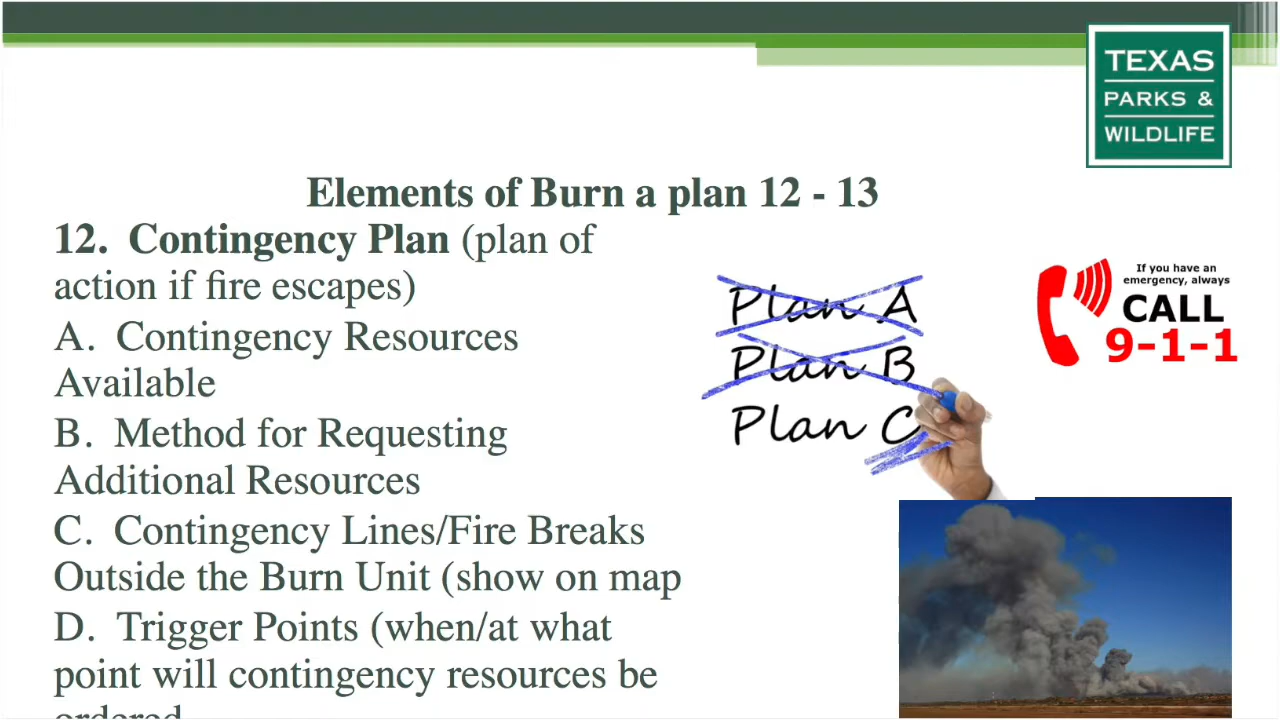 TEXAS
PARKS &
WILDLIFE
Elements of Burn a plan 12 - 13
12. Contingency Plan (plan of
action if fire escapes)
A. Contingency Resources
Available
B. Method for Requesting
Additional Resources
C. Contingency Lines/Fire Breaks
Outside the Burn Unit (show on map
D. Trigger Points (when/at what
point will contingency resources be
ordered
Plan A
Plan B
Plan C
If you have an
emergency, always
CALL
9-1-1